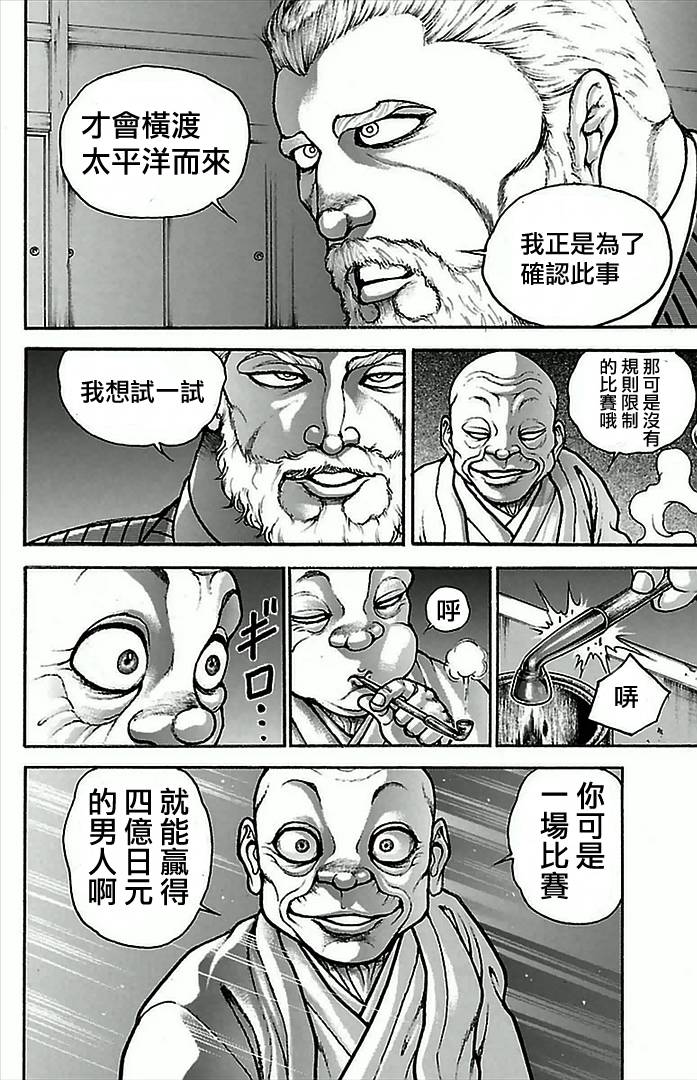 我正是為了
確認此事
才會橫渡
太平洋而來
那可是沒有
規則限制
的比賽哦
我想試一試
哢
呼
ギロ…
你可是
一場比賽
就能贏得
四億日元
的男人啊